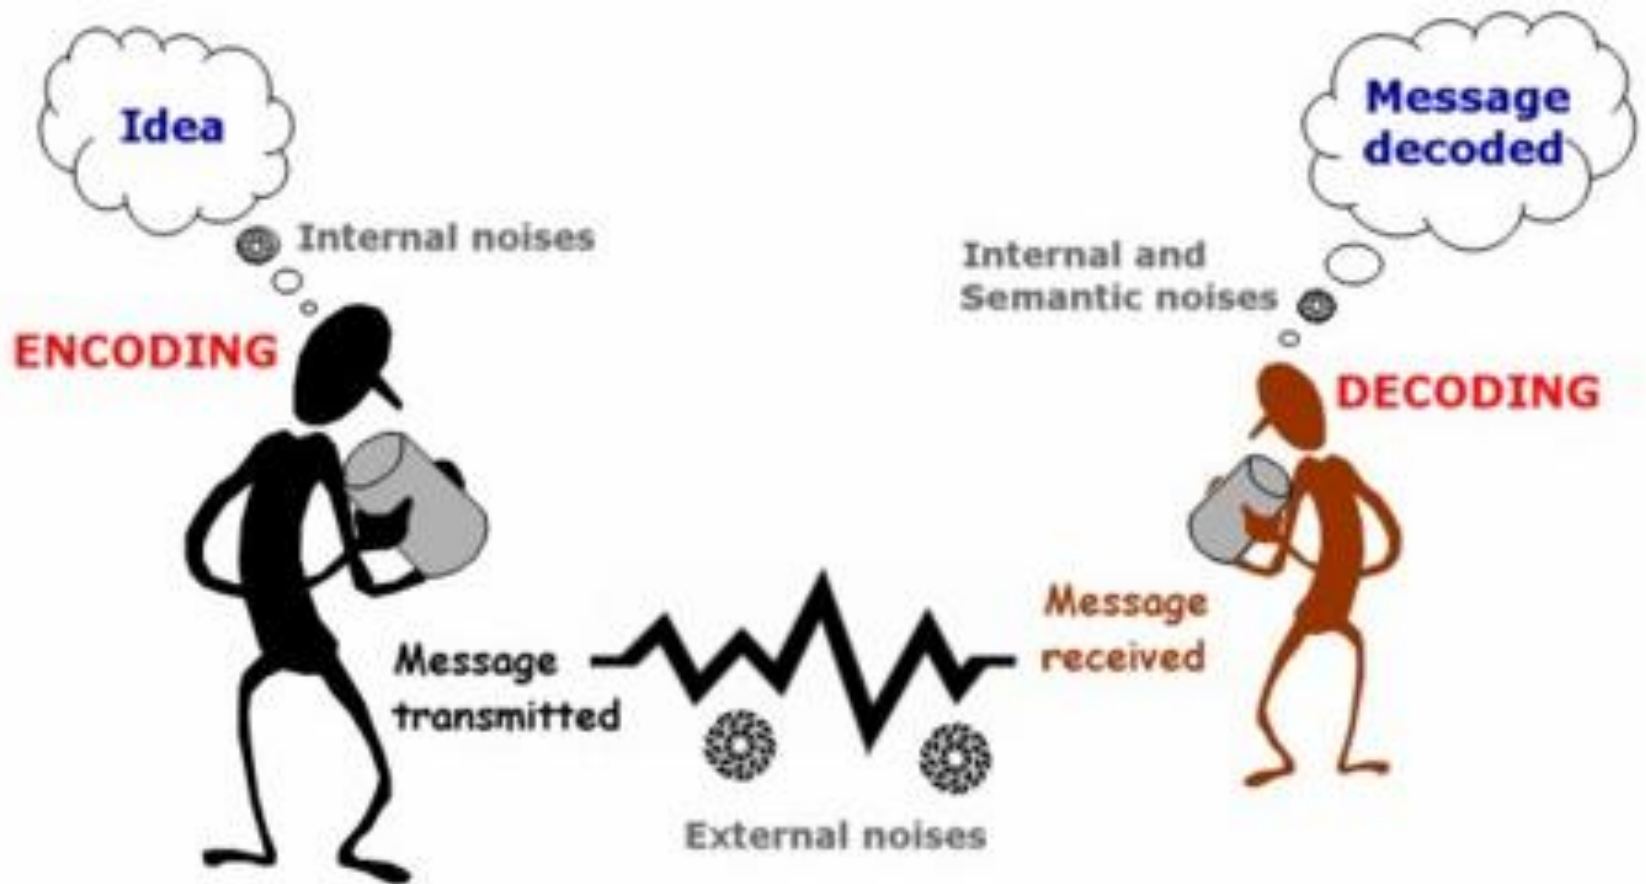 Idea
Message
decoded
Internal noises
Internal and
Semantic noises
ENCODING
DECODING
Message
transmitted
Message
received
External noises